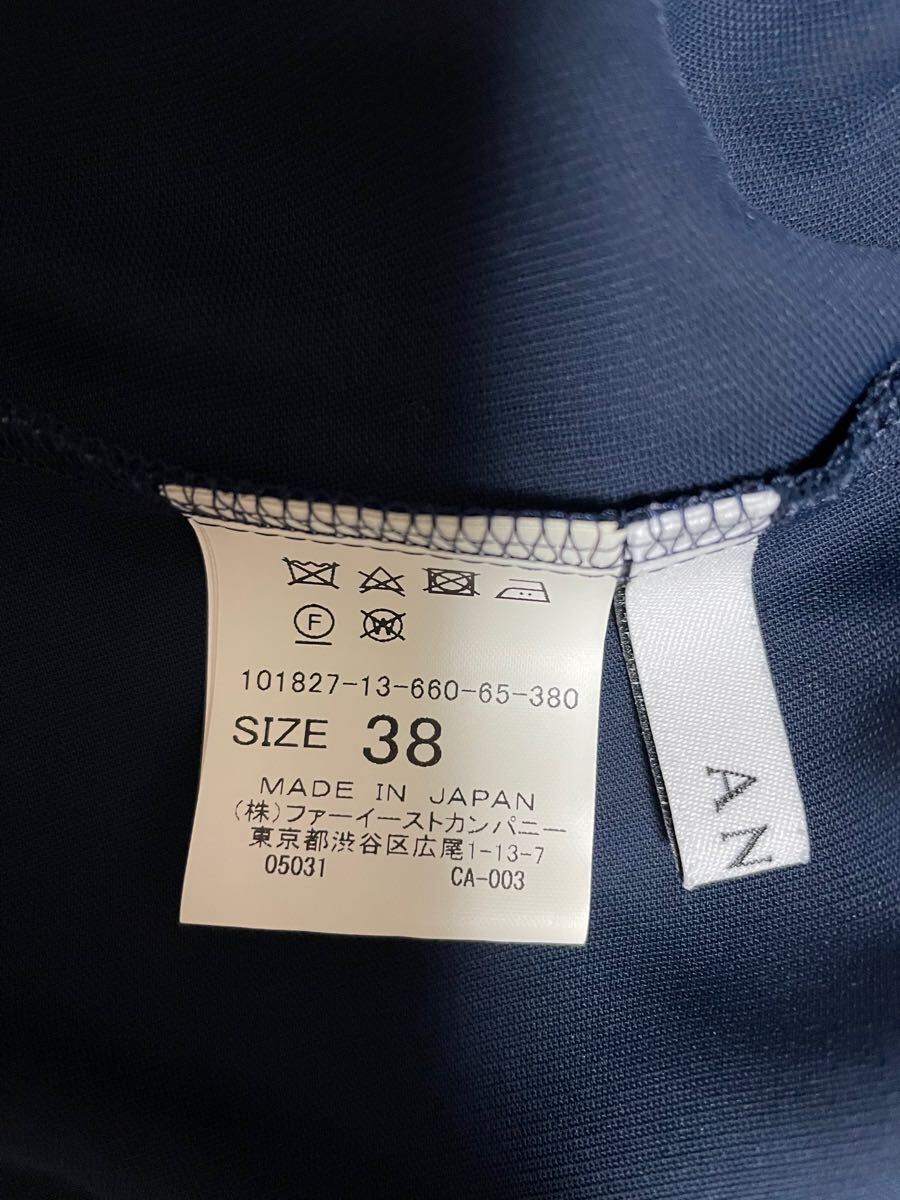 F
W
101827-13-660-65-380
SIZE 38
MADE IN JAPAN
(株)ファーイーストカンパニー
東京都渋谷区広尾1-13-7
05031 CA-003
AN